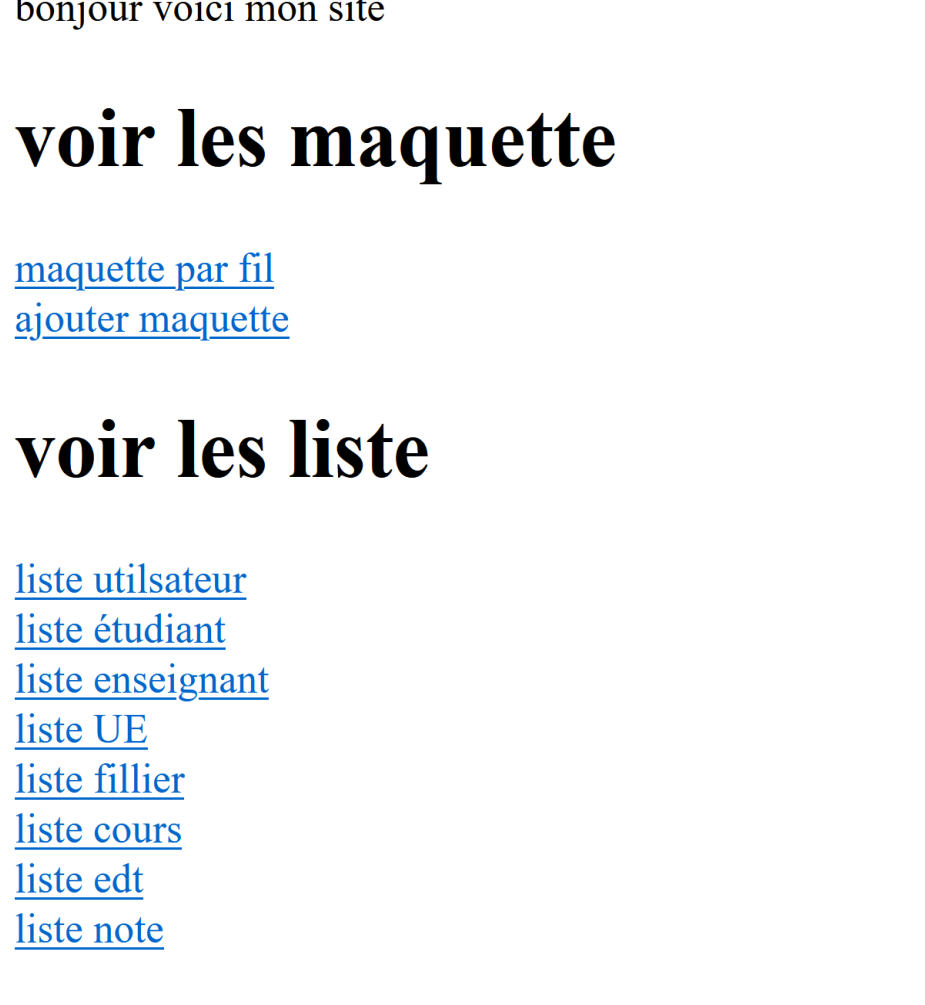 bonjour voici mon site
voir les maquette
maquette par fil
ajouter maquette
voir les liste
liste utilsateur
liste étudiant
liste enseignant
liste UE
liste fillier
liste cours
liste edt
liste note